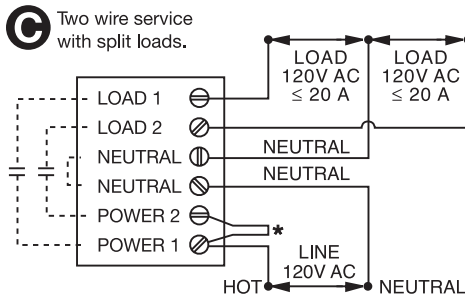 C Two wire service
with split loads.
LOAD
120V AC
≤ 20 A
LOAD
120V AC
≤ 20 A
LOAD 1
LOAD 2
NEUTRAL
NEUTRAL
NEUTRAL
NEUTRAL
POWER 2
*
POWER 1
LINE
120V AC
HOT
NEUTRAL